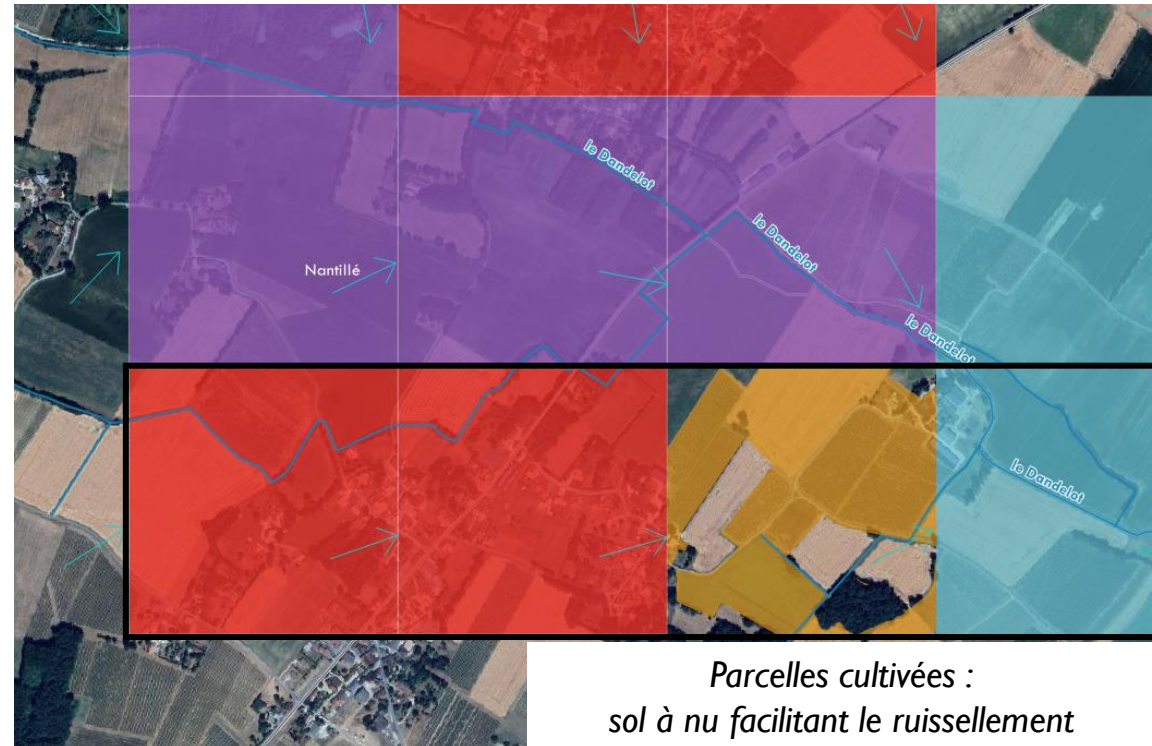 le Dandelot
le Dandelot
Nantillé
le Dandelot
le Dandelot
Parcelles cultivées :
sol à nu facilitant le ruissellement